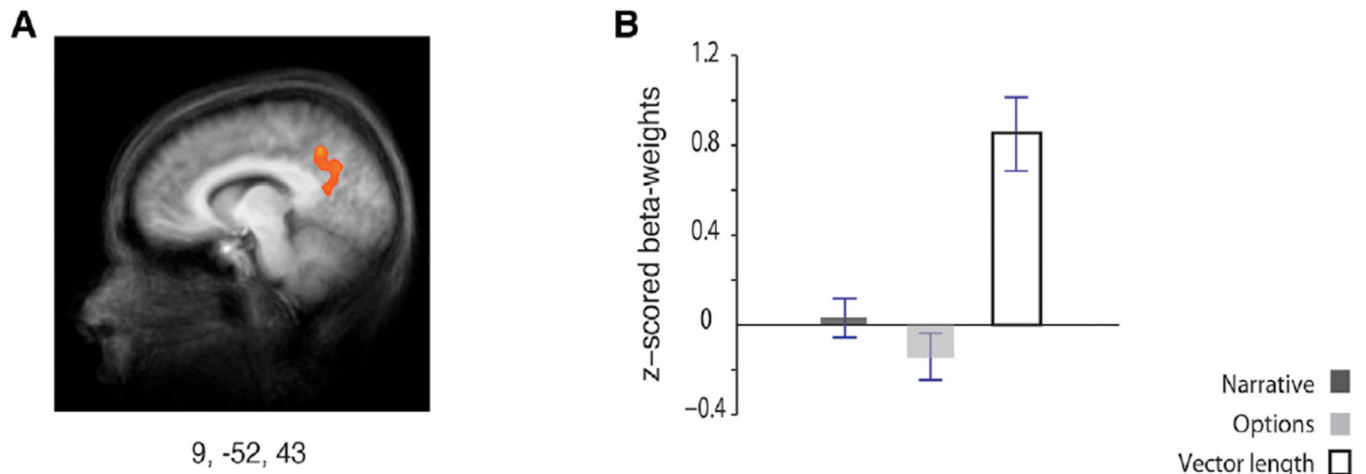 A
9, -52, 43
B
z–scored beta-weights
1.2
0.8
0.4
0
–0.4
Narrative
Options
Vector length